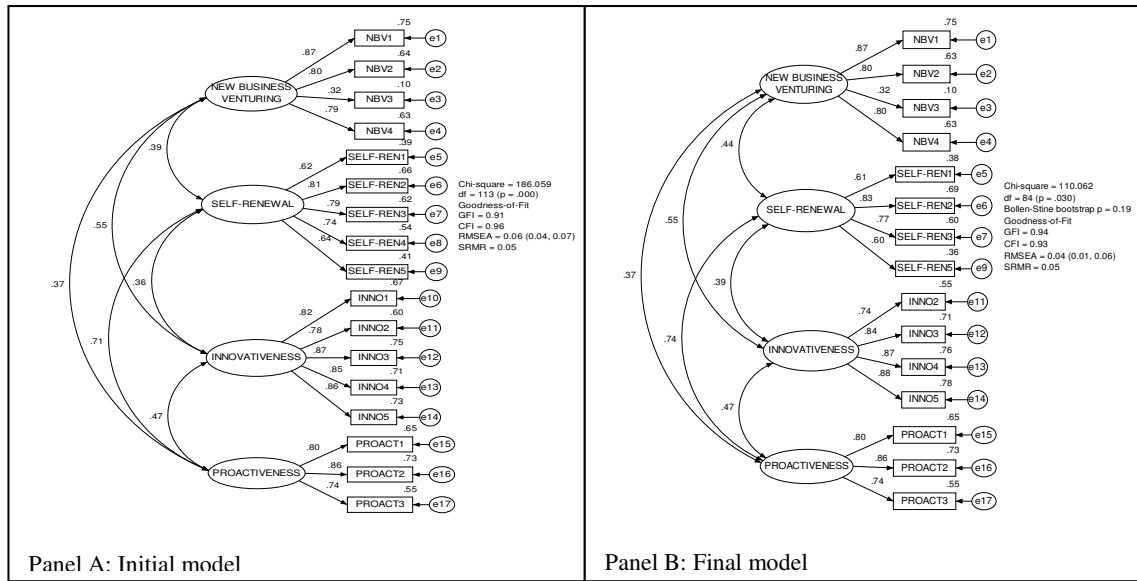 .75
.87
NBV1
e1
.64
.80
NBV2
e2
.10
.32
NBV3
e3
.63
.79
NBV4
e4
NEW BUSINESS
VENTURING
.39
.39
.62
SELF-REN1
e5
.66
.81
SELF-REN2
e6
.62
.79
SELF-REN3
e7
.54
.74
SELF-REN4
e8
.41
.64
SELF-REN5
e9
SELF-RENEWAL
Chi-square = 186.059
df = 113 (p = .000)
Goodness-of-Fit
GFI = 0.91
CFI = 0.96
RMSEA = 0.06 (0.04, 0.07)
SRMR = 0.05
.55
.37
.36
.71
.67
.82
INNO1
e10
.60
.78
INNO2
e11
.75
.87
INNO3
e12
.71
.85
INNO4
e13
.73
.86
INNO5
e14
INNOVATIVENESS
.47
.65
.80
PROACT1
e15
.73
.86
PROACT2
e16
.55
.74
PROACT3
e17
PROACTIVENESS
Panel A: Initial model
.75
.87
NBV1
e1
.63
.80
NBV2
e2
.10
.32
NBV3
e3
.63
.80
NBV4
e4
NEW BUSINESS
VENTURING
.44
.38
.61
SELF-REN1
e5
.69
.83
SELF-REN2
e6
.60
.77
SELF-REN3
e7
.36
.60
SELF-REN5
e9
SELF-RENEWAL
Chi-square = 110.062
df = 84 (p = .030)
Bollen-Stine bootstrap p = 0.19
Goodness-of-Fit
GFI = 0.94
CFI = 0.93
RMSEA = 0.04 (0.01, 0.06)
SRMR = 0.05
.55
.37
.39
.74
.55
.74
INNO2
e11
.71
.84
INNO3
e12
.76
.87
INNO4
e13
.78
.88
INNO5
e14
INNOVATIVENESS
.47
.65
.80
PROACT1
e15
.73
.86
PROACT2
e16
.55
.74
PROACT3
e17
PROACTIVENESS
Panel B: Final model